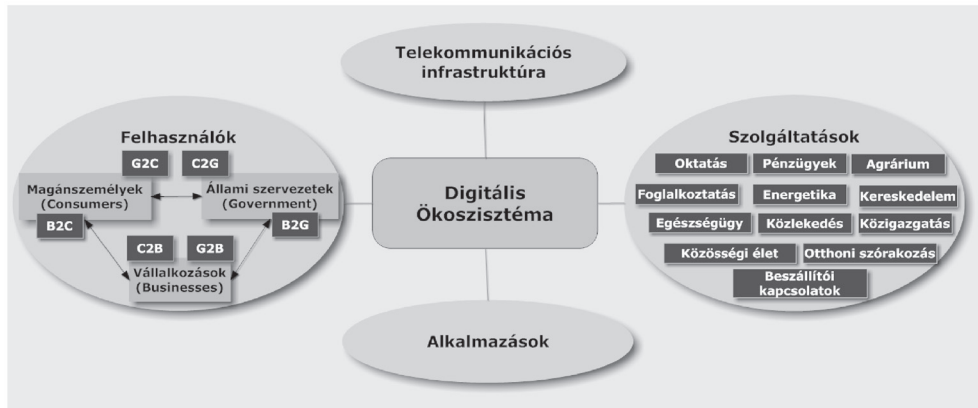 Telekommunikációs
infrastruktúra
Felhasználók
G2C C2G
Magánszemélyek
(Consumers)
Állami szervezetek
(Government)
B2C B2G
C2B G2B
Vállalkozások
(Businesses)
Digitális
Ökoszisztéma
Szolgáltatások
Oktatás Pénzügyek Agrárium
Foglalkoztatás Energetika Kereskedelem
Egészségügy Közlekedés Közigazgatás
Közösségi élet Otthoni szórakozás
Beszállítói
kapcsolatok
Alkalmazások